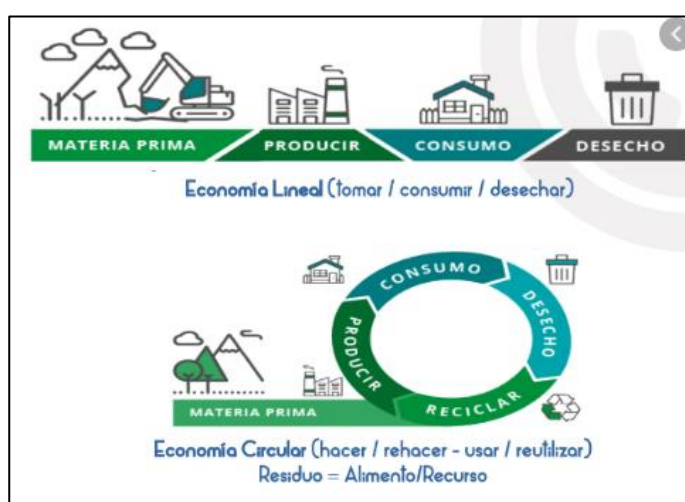 MATERIA PRIMA PRODUCIR CONSUMO DESECHO
Economía Lineal (tomar / consumir / desechar)
CONSUMO
DESECHO
PRODUCIR
RECICLAR
MATERIA PRIMA
Economía Circular (hacer / rehacer - usar / reutilizar)
Residuo = Alimento/Recurso